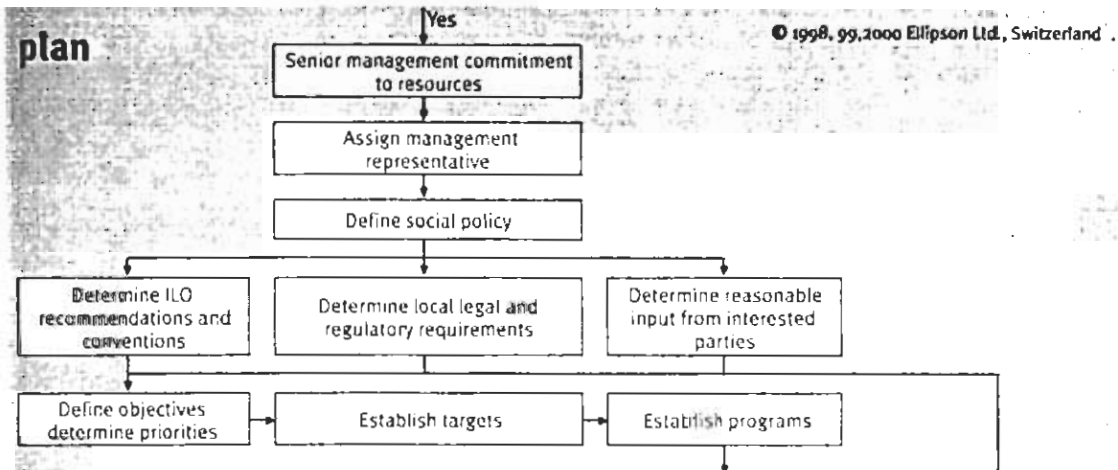 Yes
© 1998, 99,2000 Ellipson Ltd., Switzerland
plan
Senior management commitment
to resources
Assign management
representative
Define social policy
Determine ILO
recommendations and
conventions
Determine local legal and
regulatory requirements
Determine reasonable
input from interested
parties
Define objectives
determine priorities
Establish targets
Establish programs